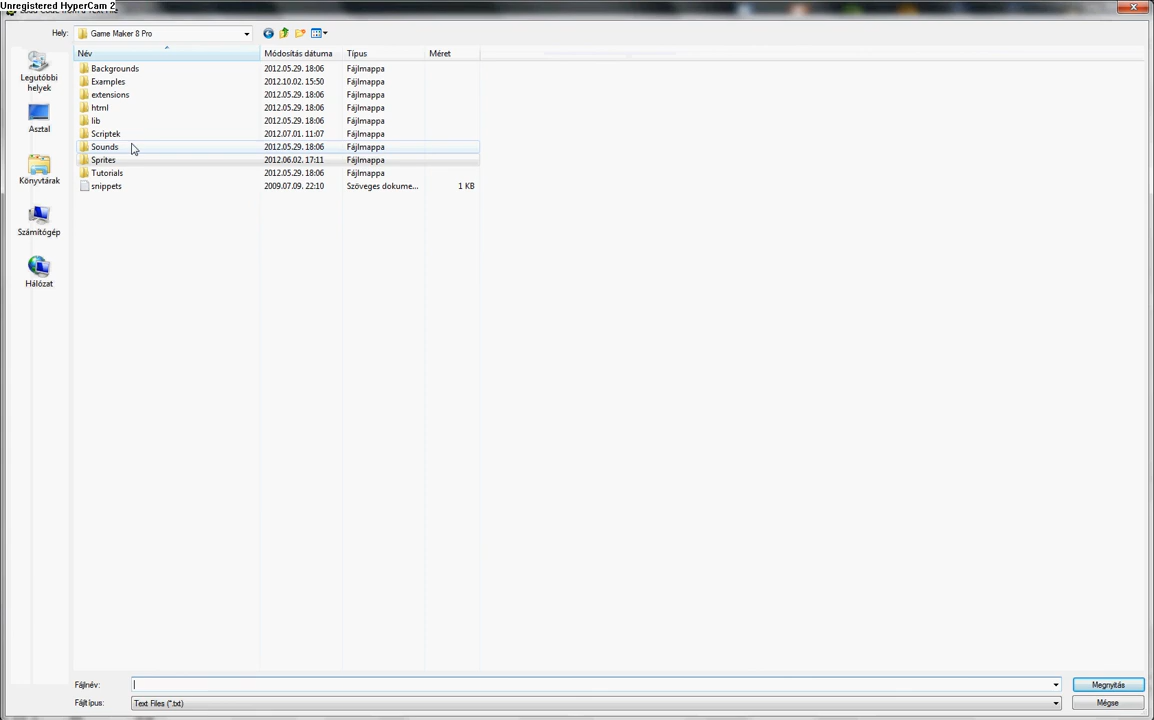 Unregistered HyperCam 2
Hely: Game Maker 8 Pro
Név Módosítás dátuma Típus Méret
Legutóbbi helyek
Asztal
Könyvtárak
Számítógép
Hálózat
Backgrounds 2012.05.29. 18:06 Fájlmappa
Examples 2012.10.02. 15:50 Fájlmappa
extensions 2012.05.29. 18:06 Fájlmappa
html 2012.05.29. 18:06 Fájlmappa
lib 2012.05.29. 18:06 Fájlmappa
Scriptek 2012.07.01. 11:07 Fájlmappa
Sounds 2012.05.29. 18:06 Fájlmappa
Sprites 2012.06.02. 17:11 Fájlmappa
Tutorials 2012.05.29. 18:06 Fájlmappa
snippets 2009.07.09. 22:10 Szöveges dokume... 1 KB
Fájlnév: Megnyitás
Fájltípus: Text Files (*.txt) Mégse